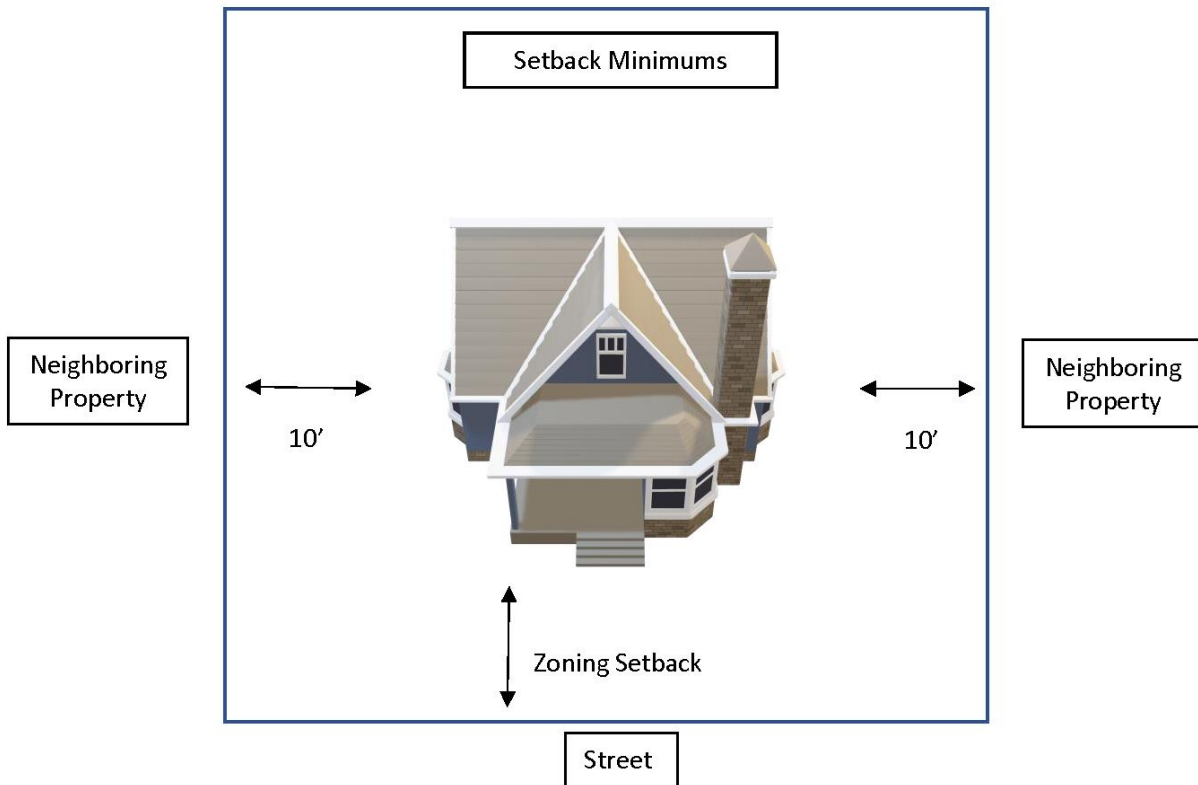 Setback Minimums
Neighboring
Property
10’
Neighboring
Property
10’
Zoning Setback
Street